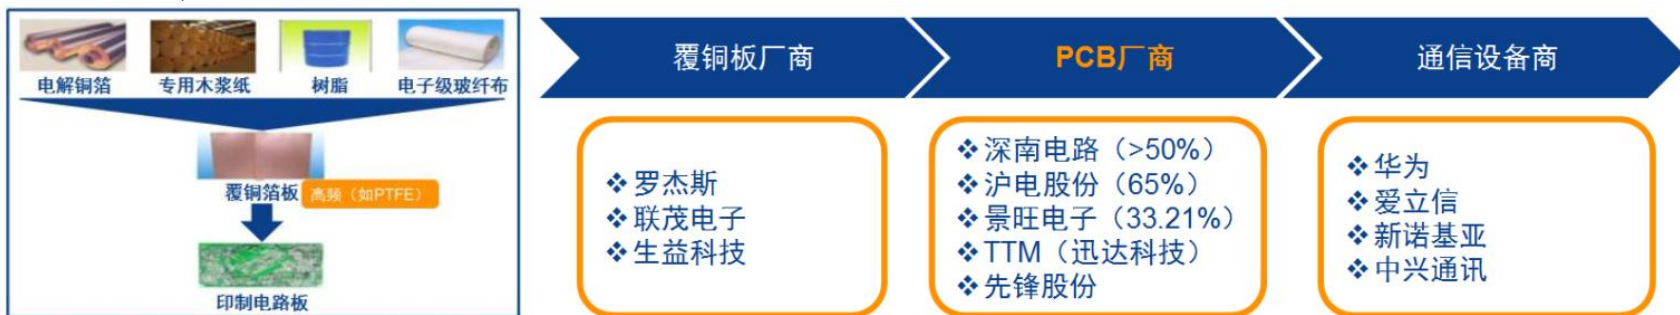 电解铜箔
专用木浆纸
树脂
电子级玻纤布
覆铜箔板
高频（如PTFE）
印制电路板
覆铜板厂商
PCB厂商
通信设备商
❖罗杰斯
❖联茂电子
❖生益科技
❖深南电路（>50%）
❖沪电股份（65%）
❖景旺电子（33.21%）
❖TTM（迅达科技）
❖先锋股份
❖华为
❖爱立信
❖新诺基亚
❖中兴通讯